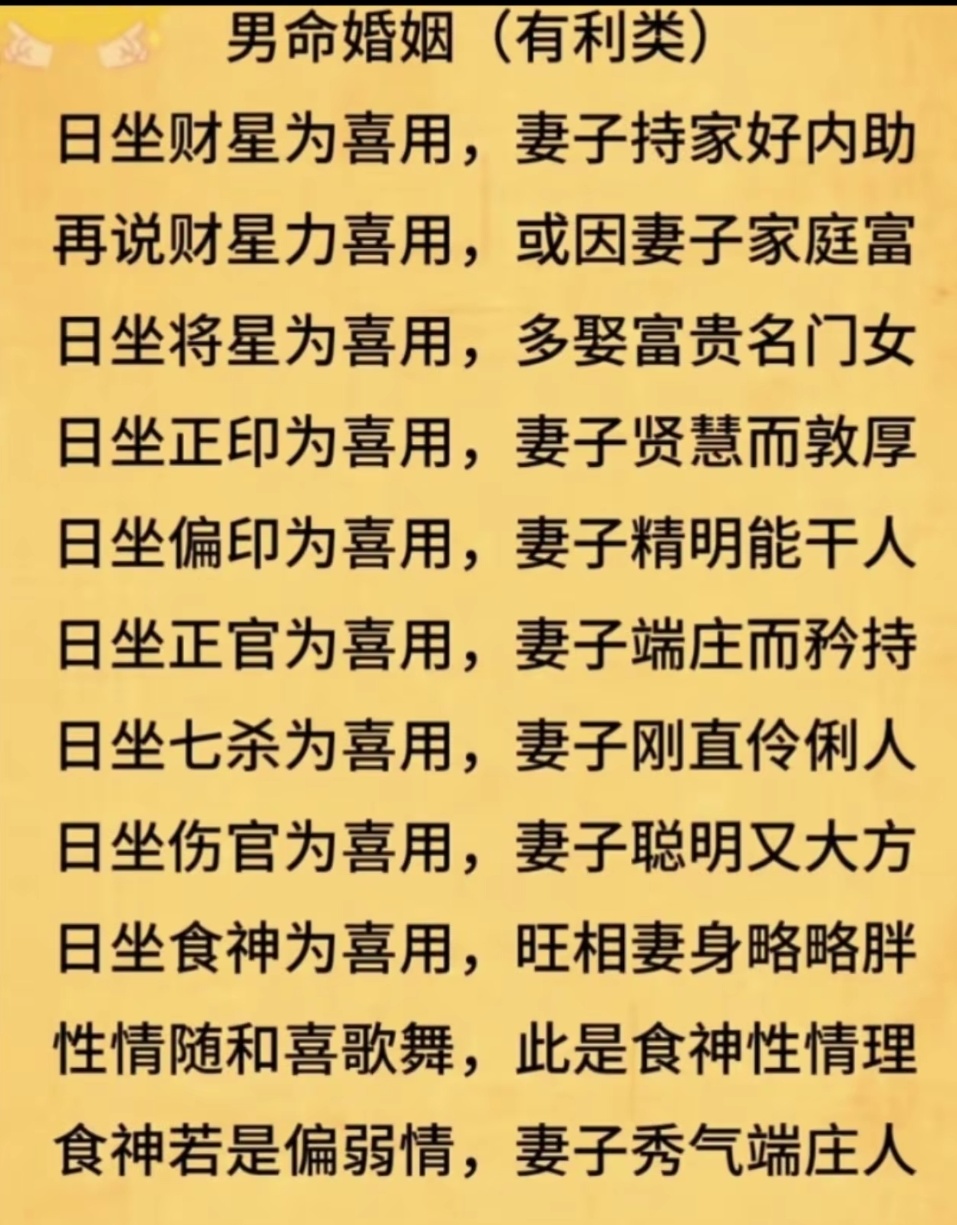 男命婚姻（有利类）
日坐财星为喜用，妻子持家好内助
再说财星力喜用，或因妻子家庭富
日坐将星为喜用，多娶富贵名门女
日坐正印为喜用，妻子贤慧而敦厚
日坐偏印为喜用，妻子精明能干人
日坐正官为喜用，妻子端庄而矜持
日坐七杀为喜用，妻子刚直伶俐人
日坐伤官为喜用，妻子聪明又大方
日坐食神为喜用，旺相妻身略略胖
性情随和喜歌舞，此是食神性情理
食神若是偏弱情，妻子秀气端庄人